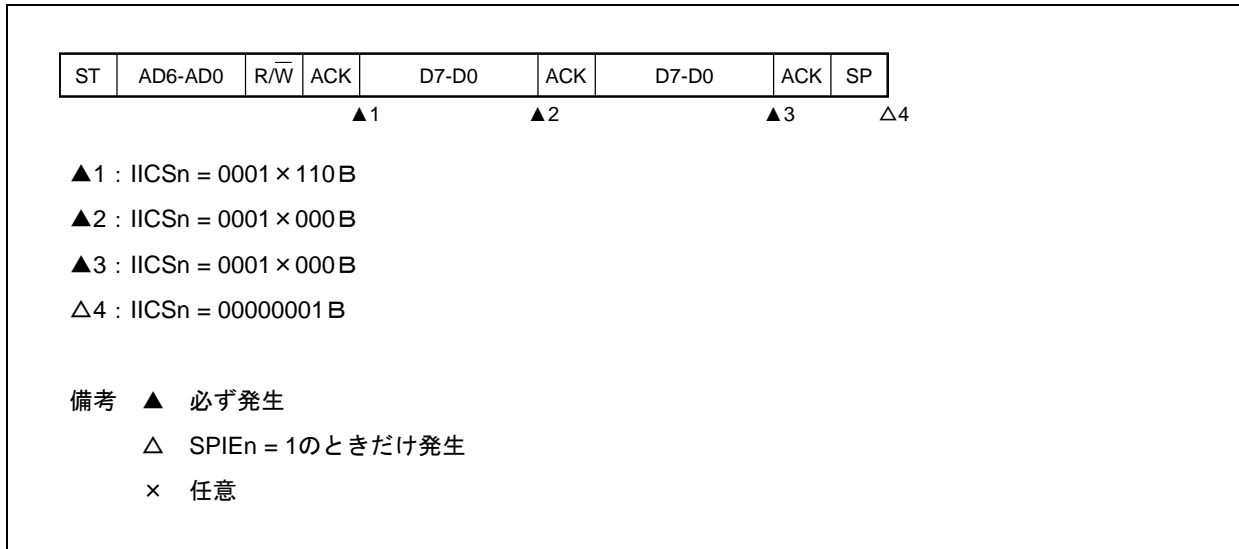 ST AD6-AD0 R/W̅ ACK D7-D0 ACK D7-D0 ACK SP
▲1 ▲2 ▲3 △4
▲1：IICSn = 0001×110B
▲2：IICSn = 0001×000B
▲3：IICSn = 0001×000B
△4：IICSn = 00000001B
備考 ▲ 必ず発生
△ SPIEn = 1のときだけ発生
× 任意